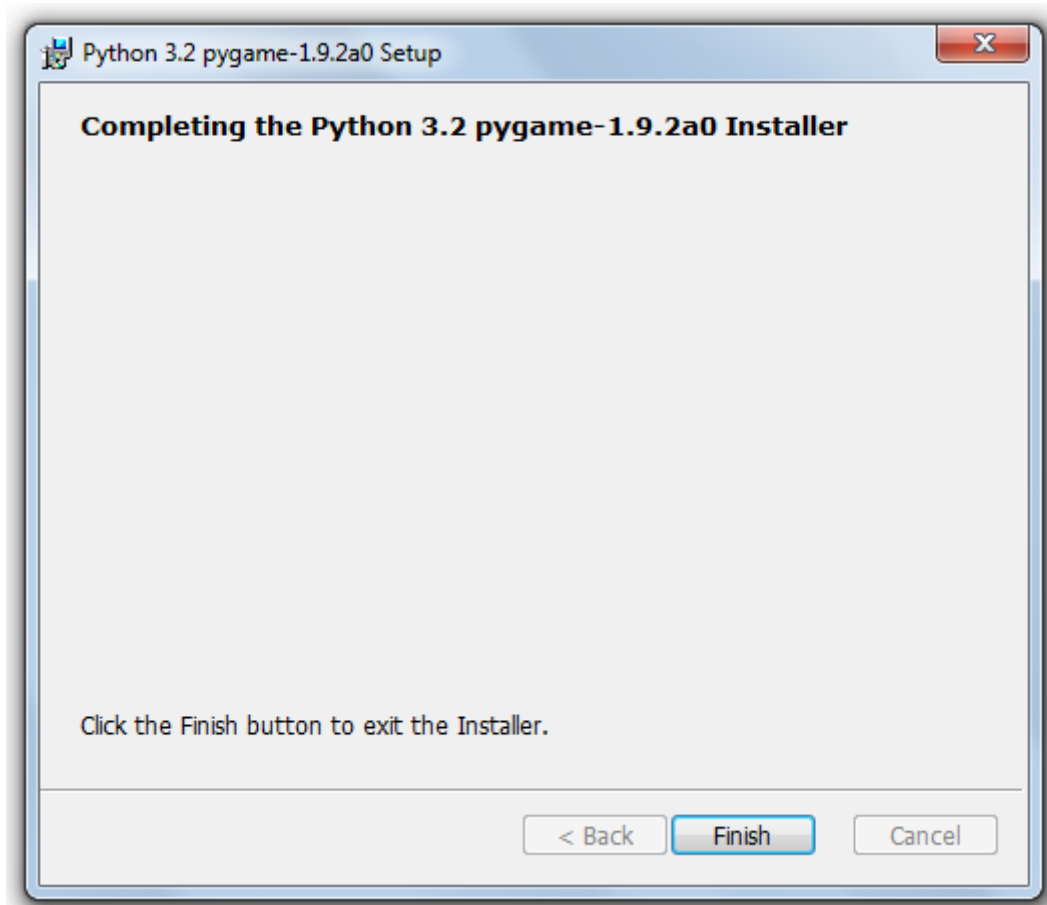 Python 3.2 pygame-1.9.2a0 Setup
Completing the Python 3.2 pygame-1.9.2a0 Installer
Click the Finish button to exit the Installer.
< Back Finish Cancel